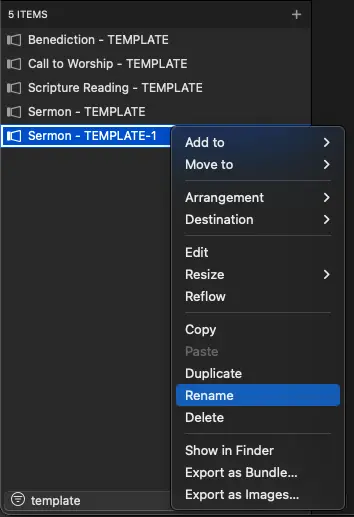 5 ITEMS
Benediction - TEMPLATE
Call to Worship - TEMPLATE
Scripture Reading - TEMPLATE
Sermon - TEMPLATE
Sermon - TEMPLATE-1
Add to
Move to
Arrangement
Destination
Edit
Resize
Reflow
Copy
Paste
Duplicate
Rename
Delete
Show in Finder
Export as Bundle...
Export as Images...
template